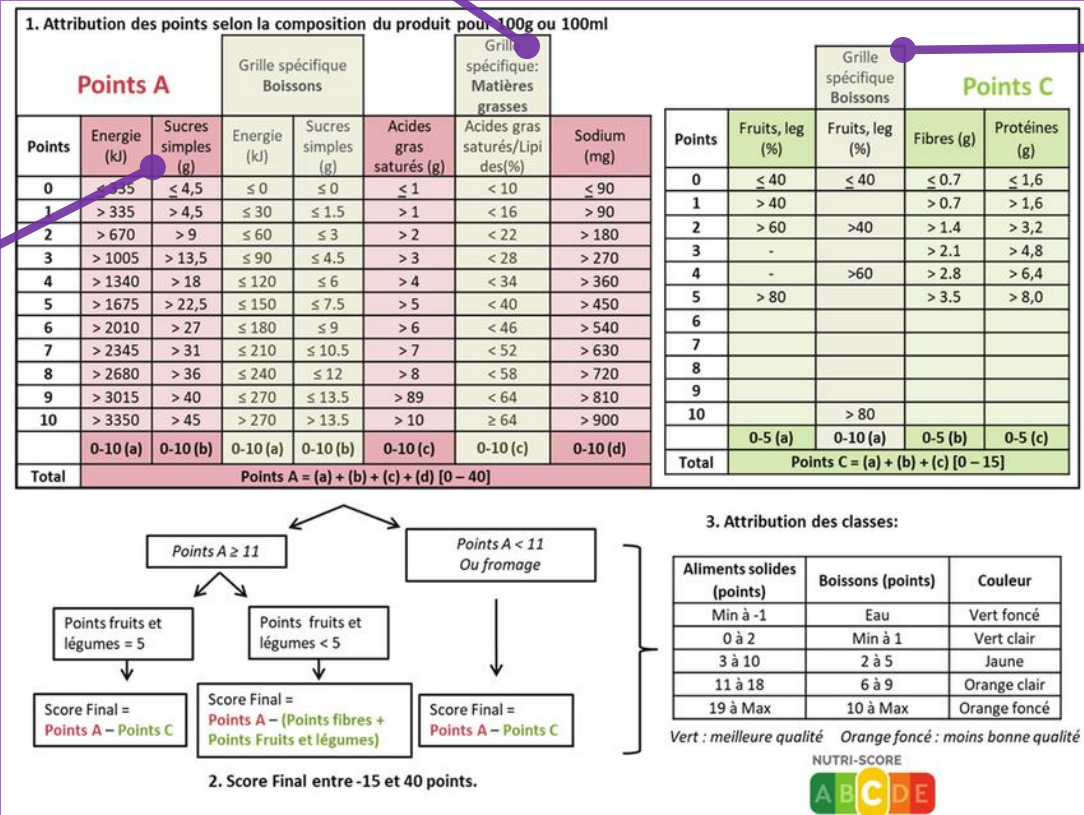 1. Attribution des points selon la composition du produit pour 100g ou 100ml
Points A
Grille spécifique
Boissons
Grille
spécifique:
Matières
grasses
Grille
spécifique
Boissons
Points C
Points
Energie
(kJ)
Sucres
simples
(g)
Energie
(kJ)
Sucres
simples
(g)
Acides
gras
saturés (g)
Acides gras
saturés/Lipi
des(%)
Sodium
(mg)
0 ≤ 335 ≤ 4,5 ≤ 0 ≤ 0 ≤ 1 < 10 ≤ 90
1 > 335 > 4,5 ≤ 30 ≤ 1.5 > 1 < 16 > 90
2 > 670 > 9 ≤ 60 ≤ 3 > 2 < 22 > 180
3 > 1005 > 13,5 ≤ 90 ≤ 4.5 > 3 < 28 > 270
4 > 1340 > 18 ≤ 120 ≤ 6 > 4 < 34 > 360
5 > 1675 > 22,5 ≤ 150 ≤ 7.5 > 5 < 40 > 450
6 > 2010 > 27 ≤ 180 ≤ 9 > 6 < 46 > 540
7 > 2345 > 31 ≤ 210 ≤ 10.5 > 7 < 52 > 630
8 > 2680 > 36 ≤ 240 ≤ 12 > 8 < 58 > 720
9 > 3015 > 40 ≤ 270 ≤ 13.5 > 89 < 64 > 810
10 > 3350 > 45 > 270 > 13.5 > 10 ≥ 64 > 900
0-10 (a) 0-10 (b) 0-10 (a) 0-10 (b) 0-10 (c) 0-10 (c) 0-10 (d)
Total Points A = (a) + (b) + (c) + (d) [0 – 40]
Points
Fruits, leg
(%)
Fruits, leg
(%)
Fibres (g)
Protéines
(g)
0 ≤ 40 ≤ 40 ≤ 0.7 ≤ 1,6
1 > 40 > 0.7 > 1,6
2 > 60 >40 > 1.4 > 3,2
3 - > 2.1 > 4,8
4 - >60 > 2.8 > 6,4
5 > 80 > 3.5 > 8,0
6
7
8
9
10 > 80
0-5 (a) 0-10 (a) 0-5 (b) 0-5 (c)
Total Points C = (a) + (b) + (c) [0 – 15]
Points A ≥ 11
Points A < 11
Ou fromage
Points fruits et
légumes = 5
Points fruits et
légumes < 5
Score Final =
Points A – Points C
Score Final =
Points A – (Points fibres +
Points Fruits et légumes)
Score Final =
Points A – Points C
2. Score Final entre -15 et 40 points.
3. Attribution des classes:
Aliments solides
(points)
Boissons (points)
Couleur
Min à -1 Eau Vert foncé
0 à 2 Min à 1 Vert clair
3 à 10 2 à 5 Jaune
11 à 18 6 à 9 Orange clair
19 à Max 10 à Max Orange foncé
Vert : meilleure qualité Orange foncé : moins bonne qualité
NUTRI-SCORE
A B C D E